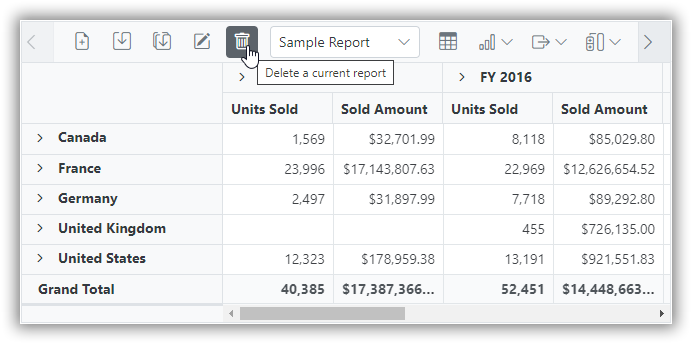 Sample Report
Delete a current report
FY 2016
Units Sold Sold Amount Units Sold Sold Amount
Canada 1,569 $32,701.99 8,118 $85,029.80
France 23,996 $17,143,807.63 22,969 $12,626,654.52
Germany 2,497 $31,897.99 7,718 $89,292.80
United Kingdom 455 $726,135.00
United States 12,323 $178,959.38 13,191 $921,551.83
Grand Total 40,385 $17,387,366... 52,451 $14,448,663...